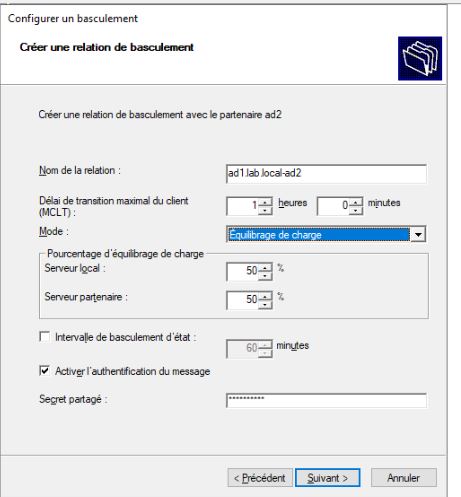 Configurer un basculement
Créer une relation de basculement
Créer une relation de basculement avec le partenaire ad2
Nom de la relation :
ad1.lab.local-ad2
Délai de transition maximal du client
(MCLT) :
1 heures 0 minutes
Mode :
Équilibrage de charge
Pourcentage d'équilibrage de charge
Serveur local :
50 %
Serveur partenaire :
50 %
Intervalle de basculement d'état :
60 minutes
Activer l'authentification du message
Secret partagé :
**********
< Précédent
Suivant >
Annuler